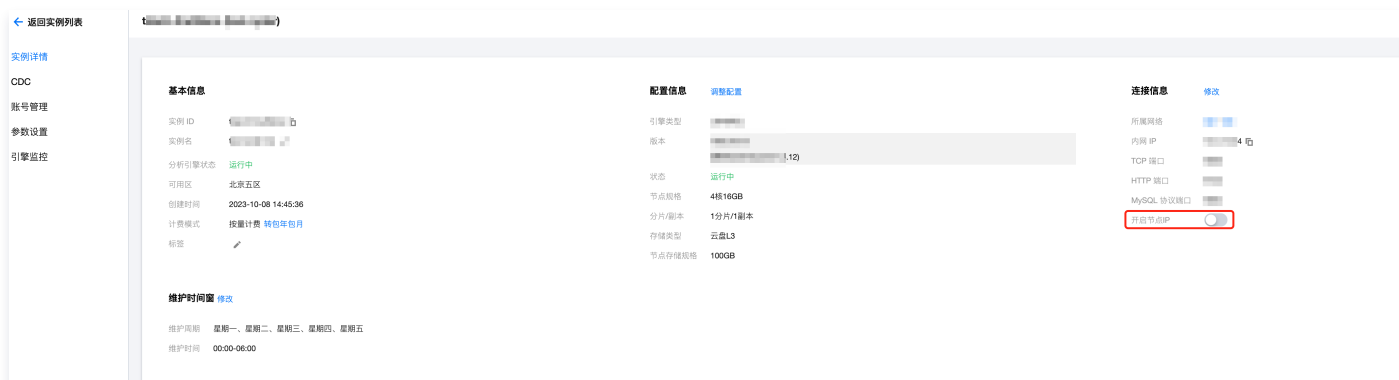 返回实例列表
实例详情
CDC
账号管理
参数设置
引擎监控
基本信息
实例 ID
实例名
分析引擎状态 运行中
可用区 北京五区
创建时间 2023-10-08 14:45:36
计费模式 按量计费 转包年包月
标签
维护时间窗 修改
维护周期 星期一、星期二、星期三、星期四、星期五
维护时间 00:00-06:00
配置信息 调整配置
引擎类型
版本
.12)
状态 运行中
节点规格 4核16GB
分片/副本 1分片/1副本
存储类型 云盘L3
节点存储规格 100GB
连接信息 修改
所属网络
内网 IP 4
TCP 端口
HTTP 端口
MySQL 协议端口
开启节点IP